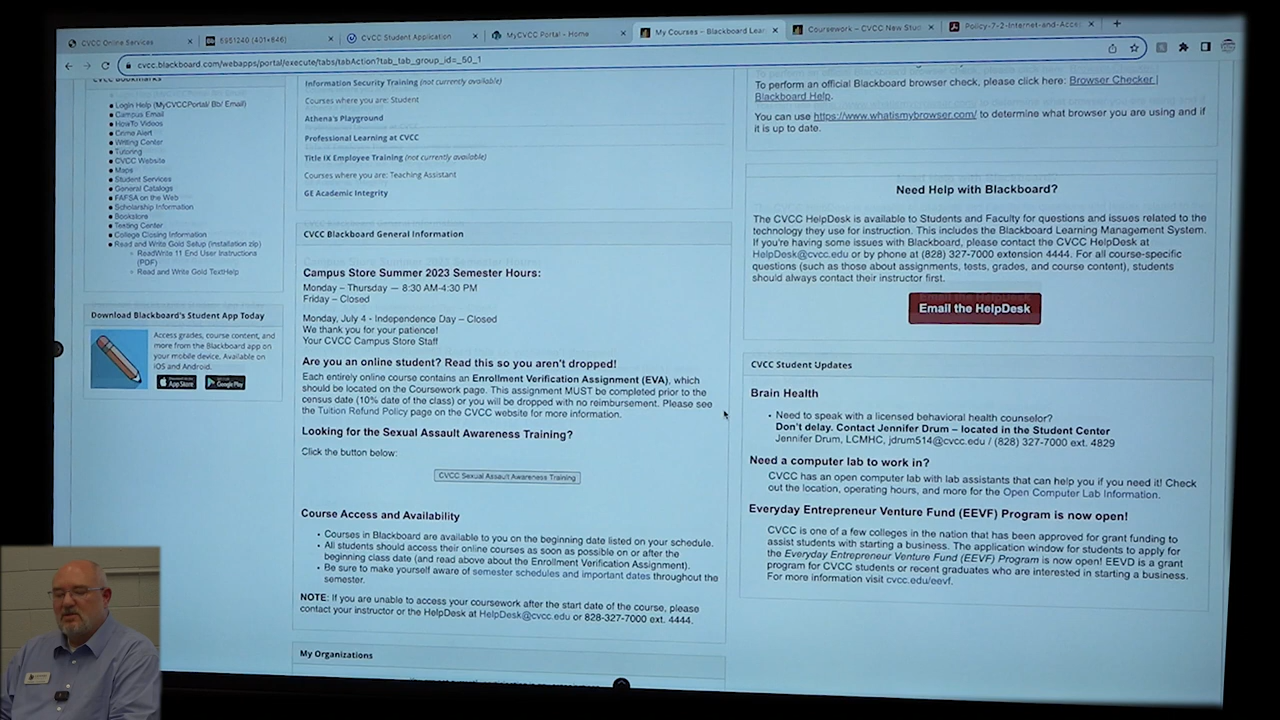 CVCC Online Services
5951240 (401×646)
CVCC Student Application
MyCVCC Portal - Home
My Courses – Blackboard Lear
Coursework – CVCC New Stud
Policy-7-2-Internet-and-Acce
cvcc.blackboard.com/webapps/portal/execute/tabs/tabAction?tab_tab_group_id=_50_1
CVCC Bookmarks
Login Help (MyCVCCPortal/ Bb/ Email)
Campus Email
HowTo Videos
Crime Alert
Writing Center
Tutoring
CVCC Website
Maps
Student Services
General Catalogs
FAFSA on the Web
Scholarship Information
Bookstore
Testing Center
College Closing Information
Read and Write Gold Setup (installation zip)
ReadWrite 11 End User Instructions
(PDF)
Read and Write Gold TextHelp
Download Blackboard's Student App Today
Access grades, course content, and
more from the Blackboard app on
your mobile device. Available on
iOS and Android.
App Store
Google Play
Information Security Training (not currently available)
Courses where you are: Student
Athena's Playground
Professional Learning at CVCC
Title IX Employee Training (not currently available)
Courses where you are: Teaching Assistant
GE Academic Integrity
CVCC Blackboard General Information
Campus Store Summer 2023 Semester Hours:
Monday – Thursday — 8:30 AM-4:30 PM
Friday – Closed
Monday, July 4 - Independence Day – Closed
We thank you for your patience!
Your CVCC Campus Store Staff
Are you an online student? Read this so you aren't dropped!
Each entirely online course contains an Enrollment Verification Assignment (EVA), which
should be located on the Coursework page. This assignment MUST be completed prior to the
census date (10% date of the class) or you will be dropped with no reimbursement. Please see
the Tuition Refund Policy page on the CVCC website for more information.
Looking for the Sexual Assault Awareness Training?
Click the button below:
CVCC Sexual Assault Awareness Training
Course Access and Availability
Courses in Blackboard are available to you on the beginning date listed on your schedule.
All students should access their online courses as soon as possible on or after the
beginning class date (and read above about the Enrollment Verification Assignment).
Be sure to make yourself aware of semester schedules and important dates throughout the
semester.
NOTE: If you are unable to access your coursework after the start date of the course, please
contact your instructor or the HelpDesk at HelpDesk@cvcc.edu or 828-327-7000 ext. 4444.
My Organizations
To perform an official Blackboard browser check, please click here: Browser Checker |
Blackboard Help.
You can use https://www.whatismybrowser.com/ to determine what browser you are using and if
it is up to date.
Need Help with Blackboard?
The CVCC HelpDesk is available to Students and Faculty for questions and issues related to the
technology they use for instruction. This includes the Blackboard Learning Management System.
If you're having some issues with Blackboard, please contact the CVCC HelpDesk at
HelpDesk@cvcc.edu or by phone at (828) 327-7000 extension 4444. For all course-specific
questions (such as those about assignments, tests, grades, and course content), students
should always contact their instructor first.
Email the HelpDesk
CVCC Student Updates
Brain Health
Need to speak with a licensed behavioral health counselor?
Don't delay. Contact Jennifer Drum – located in the Student Center
Jennifer Drum, LCMHC, jdrum514@cvcc.edu / (828) 327-7000 ext. 4829
Need a computer lab to work in?
CVCC has an open computer lab with lab assistants that can help you if you need it! Check
out the location, operating hours, and more for the Open Computer Lab Information.
Everyday Entrepreneur Venture Fund (EEVF) Program is now open!
CVCC is one of a few colleges in the nation that has been approved for grant funding to
assist students with starting a business. The application window for students to apply for
the Everyday Entrepreneur Venture Fund (EEVF) Program is now open! EEVD is a grant
program for CVCC students or recent graduates who are interested in starting a business.
For more information visit cvcc.edu/eevf.